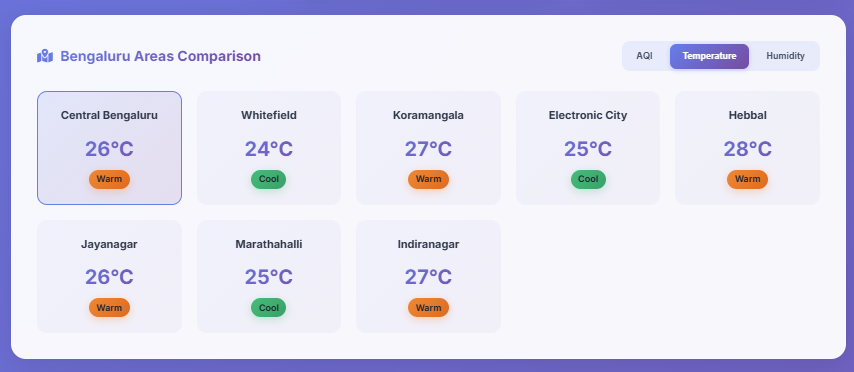 Bengaluru Areas Comparison
AQI Temperature Humidity
Central Bengaluru Whitefield Koramangala Electronic City Hebbal
26°C 24°C 27°C 25°C 28°C
Warm Cool Warm Cool Warm
Jayanagar Marathahalli Indiranagar
26°C 25°C 27°C
Warm Cool Warm